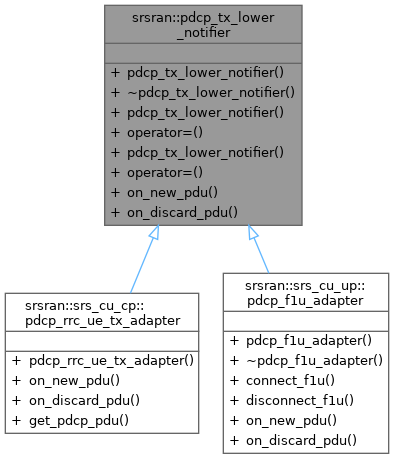 srsran::pdcp_tx_lower
_notifier
+ pdcp_tx_lower_notifier()
+ ~pdcp_tx_lower_notifier()
+ pdcp_tx_lower_notifier()
+ operator=()
+ pdcp_tx_lower_notifier()
+ operator=()
+ on_new_pdu()
+ on_discard_pdu()
srsran::srs_cu_cp::
pdcp_rrc_ue_tx_adapter
+ pdcp_rrc_ue_tx_adapter()
+ on_new_pdu()
+ on_discard_pdu()
+ get_pdcp_pdu()
srsran::srs_cu_up::
pdcp_f1u_adapter
+ pdcp_f1u_adapter()
+ ~pdcp_f1u_adapter()
+ connect_f1u()
+ disconnect_f1u()
+ on_new_pdu()
+ on_discard_pdu()